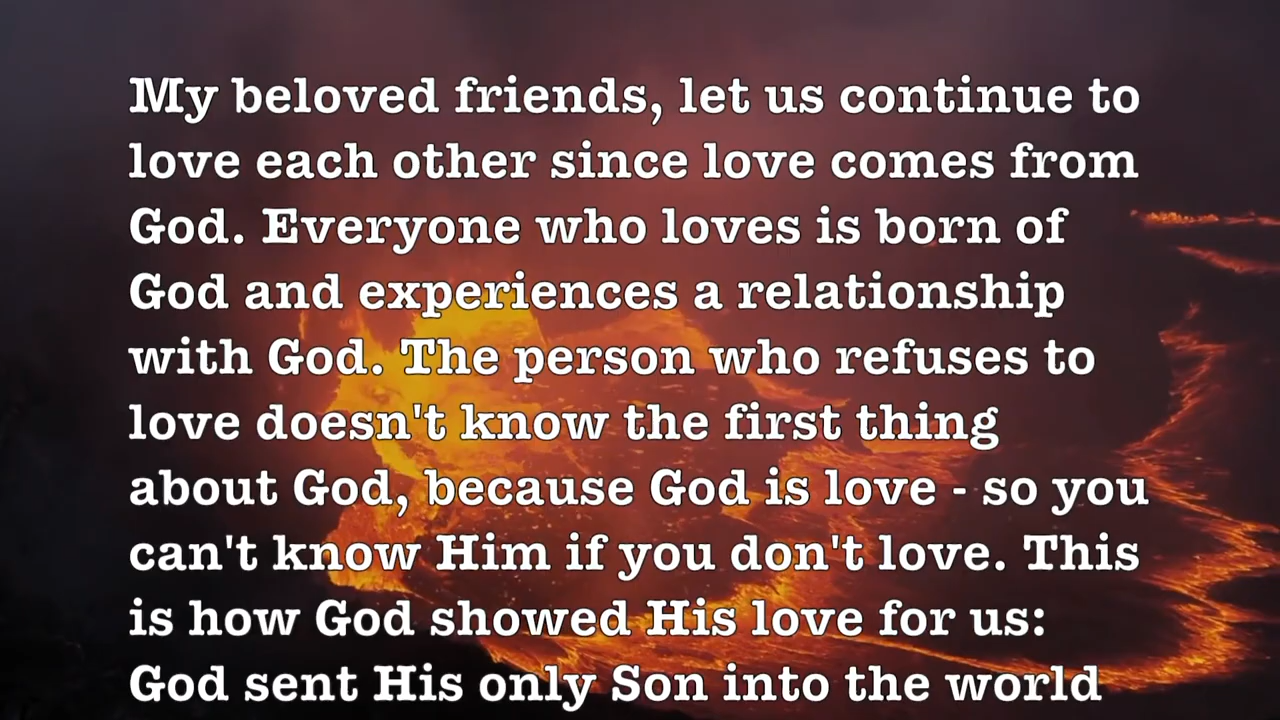 My beloved friends, let us continue to
love each other since love comes from
God. Everyone who loves is born of
God and experiences a relationship
with God. The person who refuses to
love doesn't know the first thing
about God, because God is love - so you
can't know Him if you don't love. This
is how God showed His love for us:
God sent His only Son into the world